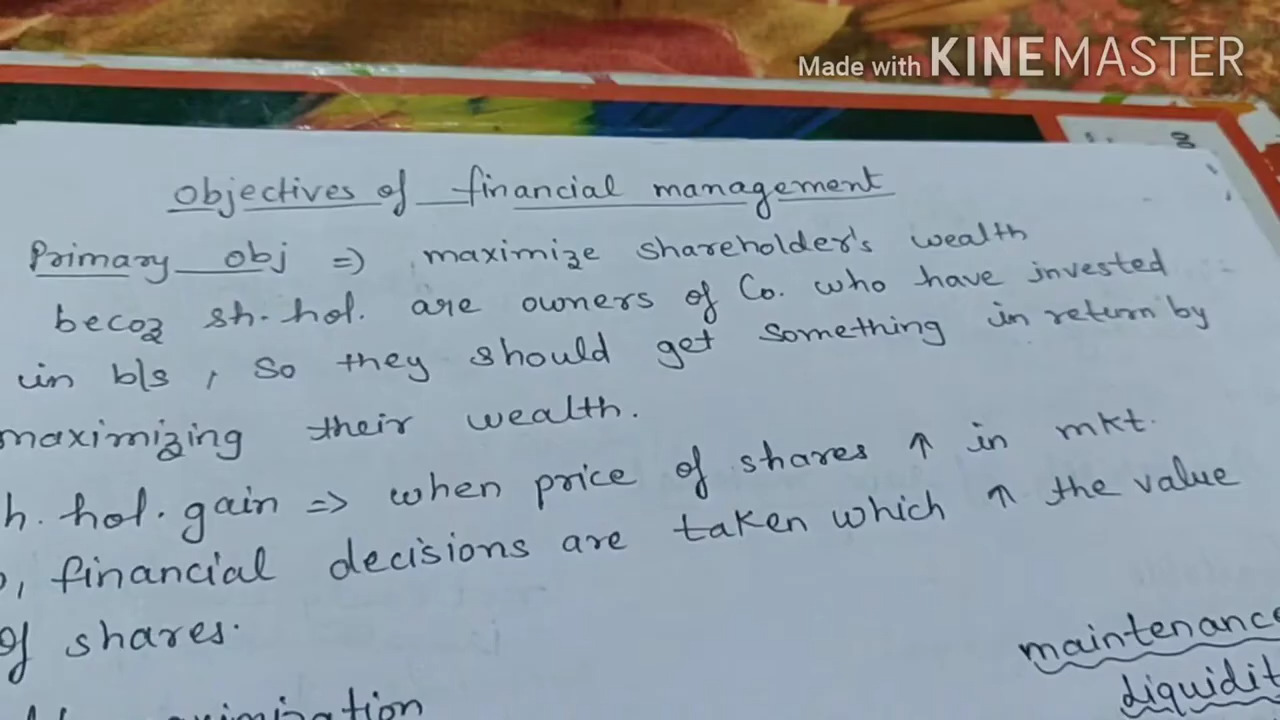 Made with KINEMASTER
8
Objectives of financial management
Primary obj => maximize shareholder's wealth
becoz sh. hol. are owners of Co. who have invested
in b/s, so they should get something in return by
maximizing their wealth.
h. hol. gain => when price of shares ↑ in mkt.
, financial decisions are taken which ↑ the value
of shares.
maintenance
liquidit